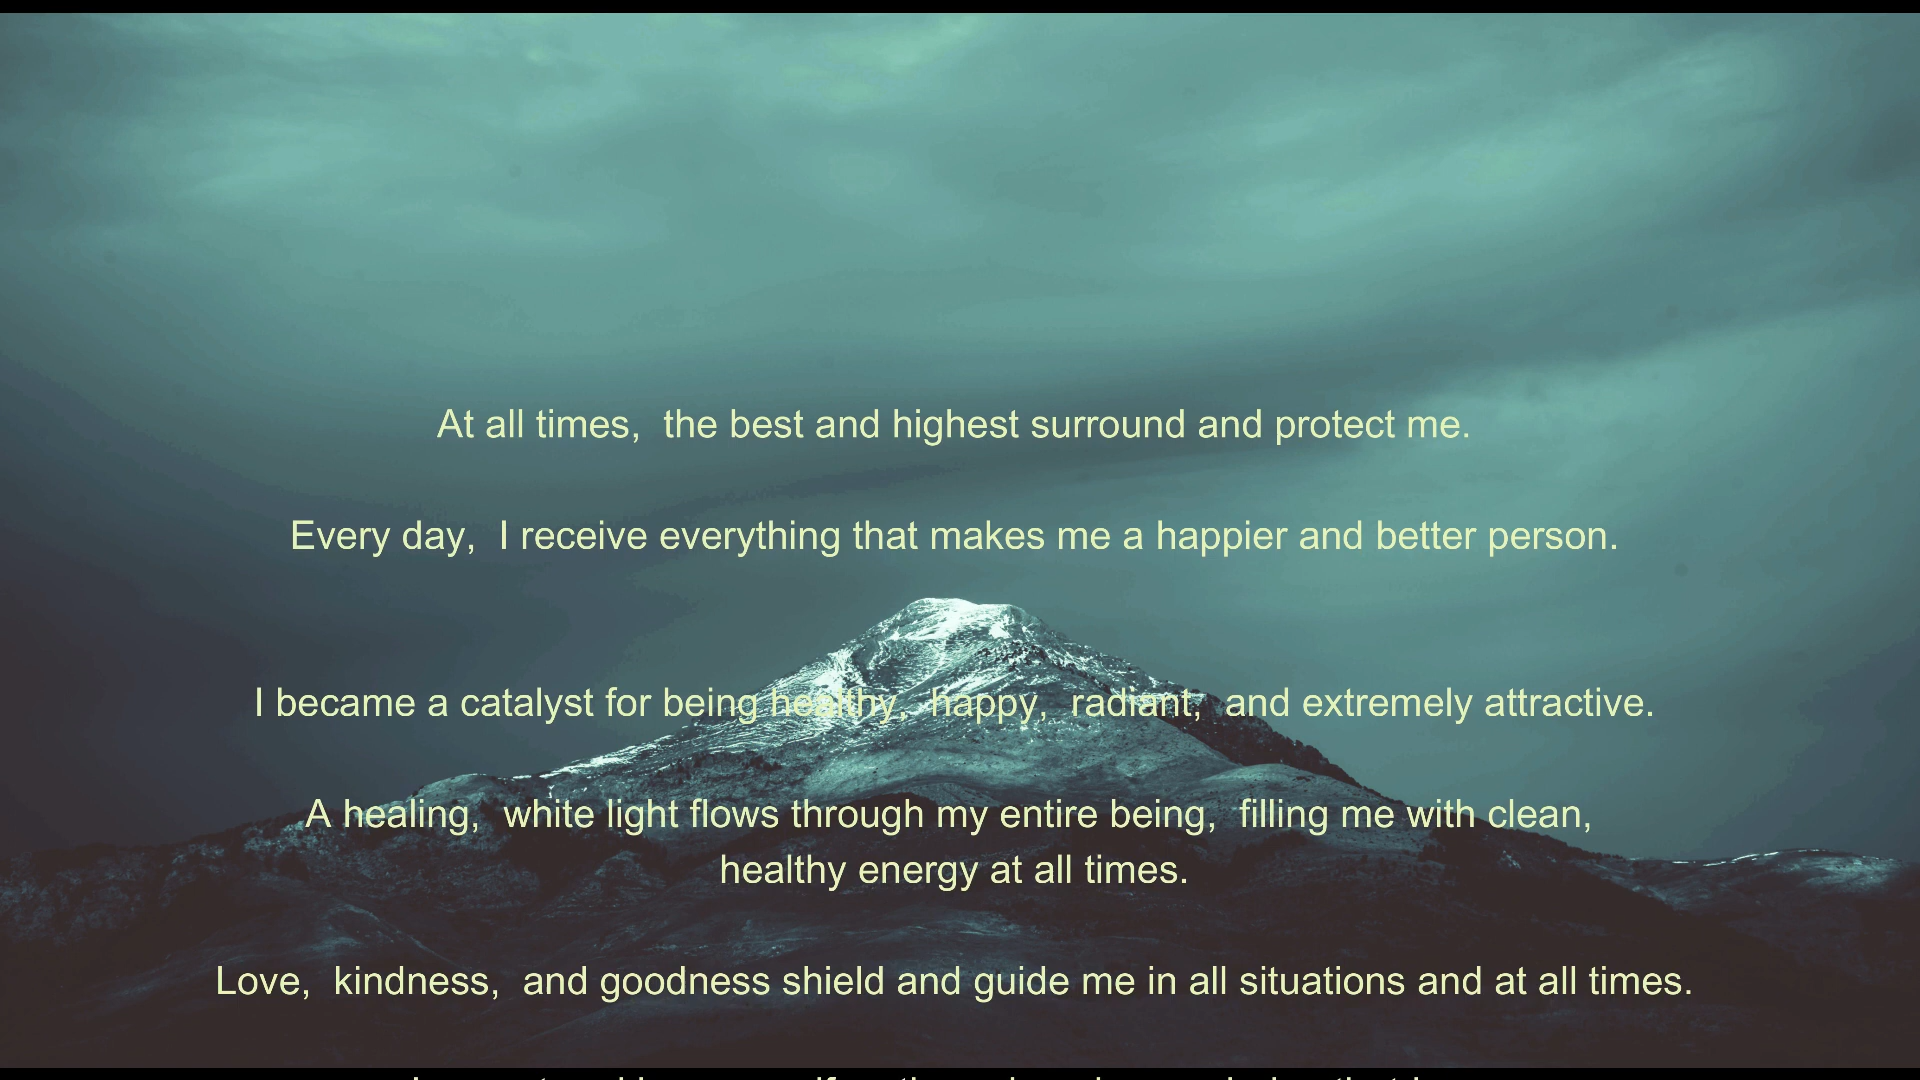 At all times,  the best and highest surround and protect me.
Every day,  I receive everything that makes me a happier and better person.
I became a catalyst for being healthy,  happy,  radiant,  and extremely attractive.
A healing,  white light flows through my entire being,  filling me with clean,
healthy energy at all times.
Love,  kindness,  and goodness shield and guide me in all situations and at all times.